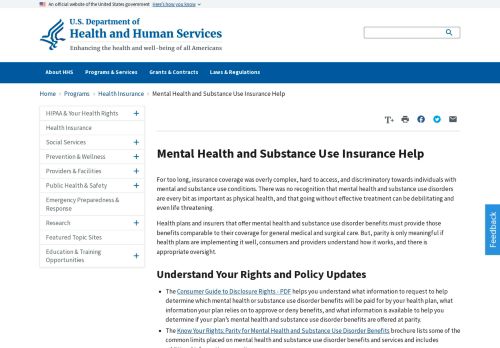 An official website of the United States government Here's how you know
U.S. Department of
Health and Human Services
Enhancing the health and well-being of all Americans
About HHS Programs & Services Grants & Contracts Laws & Regulations
Home Programs Health Insurance Mental Health and Substance Use Insurance Help
HIPAA & Your Health Rights
Health Insurance
Social Services
Prevention & Wellness
Providers & Facilities
Public Health & Safety
Emergency Preparedness &
Response
Research
Featured Topic Sites
Education & Training
Opportunities
T+
Mental Health and Substance Use Insurance Help
For too long, insurance coverage was overly complex, hard to access, and discriminatory towards individuals with
mental and substance use conditions. There was no recognition that mental health and substance use disorders
are every bit as important as physical health, and that going without effective treatment can be debilitating and
even life threatening.
Health plans and insurers that offer mental health and substance use disorder benefits must provide those
benefits comparable to their coverage for general medical and surgical care. But, parity is only meaningful if
health plans are implementing it well, consumers and providers understand how it works, and there is
appropriate oversight.
Understand Your Rights and Policy Updates
The Consumer Guide to Disclosure Rights - PDF helps you understand what information to request to help
determine which mental health or substance use disorder benefits will be paid for by your health plan, what
information your plan relies on to approve or deny benefits, and what information is available to help you
determine if your plan's mental health and substance use disorder benefits are offered at parity.
The Know Your Rights: Parity for Mental Health and Substance Use Disorder Benefits brochure lists some of the
common limits placed on mental health and substance use disorder benefits and services and includes
Feedback